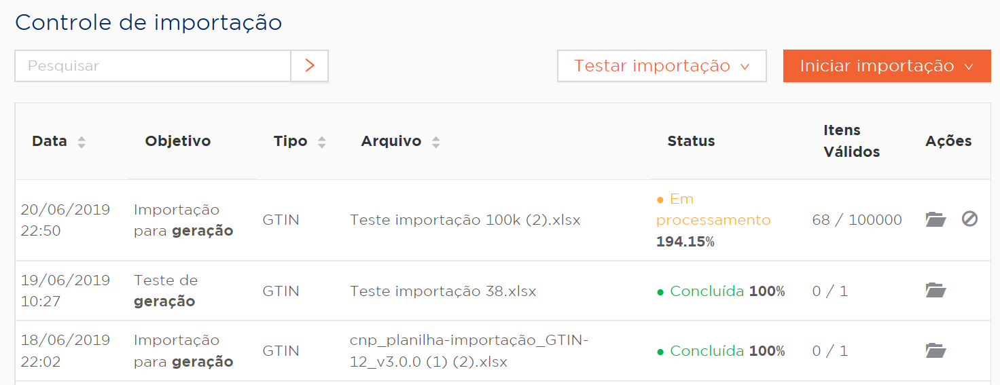 Controle de importação
Pesquisar
Testar importação
Iniciar importação
Data
Objetivo
Tipo
Arquivo
Status
Itens
Válidos
Ações
20/06/2019
22:50
Importação
para geração
GTIN
Teste importação 100k (2).xlsx
Em
processamento
194.15%
68 / 100000
19/06/2019
10:27
Teste de
geração
GTIN
Teste importação 38.xlsx
Concluída 100%
0 / 1
18/06/2019
22:02
Importação
para geração
GTIN
cnp_planilha-importação_GTIN-
12_v3.0.0 (1) (2).xlsx
Concluída 100%
0 / 1